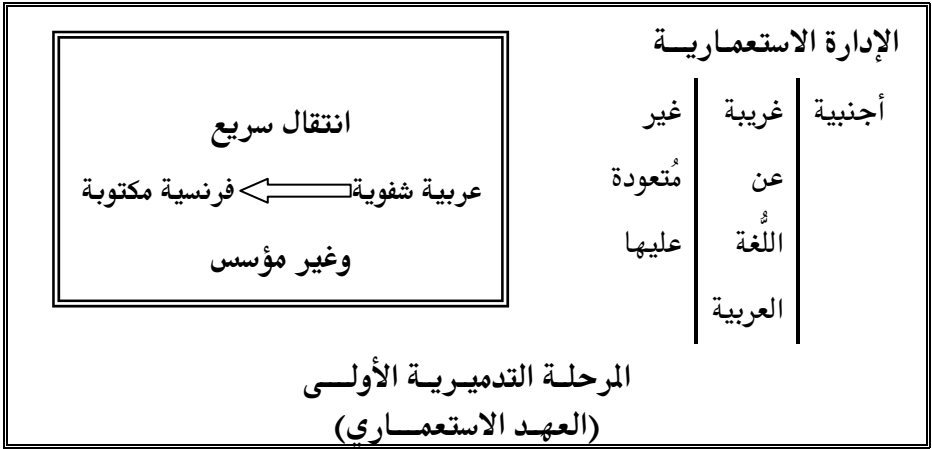 الإدارة الاستعمارية
أجنبية غريبة غير
عن مُتعودة
اللُّغة عليها
العربية
انتقال سريع
عربية شفوية فرنسية مكتوبة
وغير مؤسس
المرحلة التدميرية الأولى
(العهد الاستعماري)